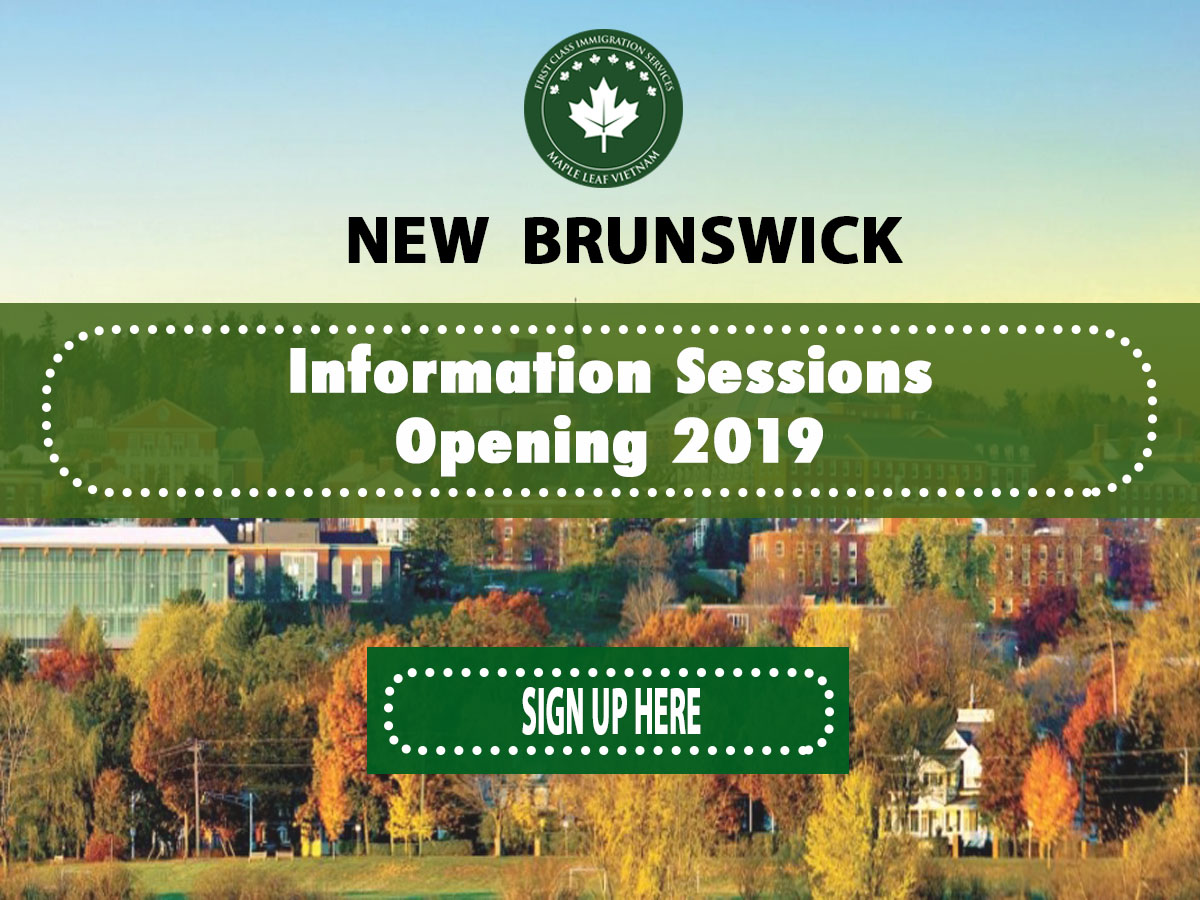 FIRST CLASS IMMIGRATION SERVICES
MAPLE LEAF VIETNAM
NEW BRUNSWICK
Information Sessions
Opening 2019
SIGN UP HERE